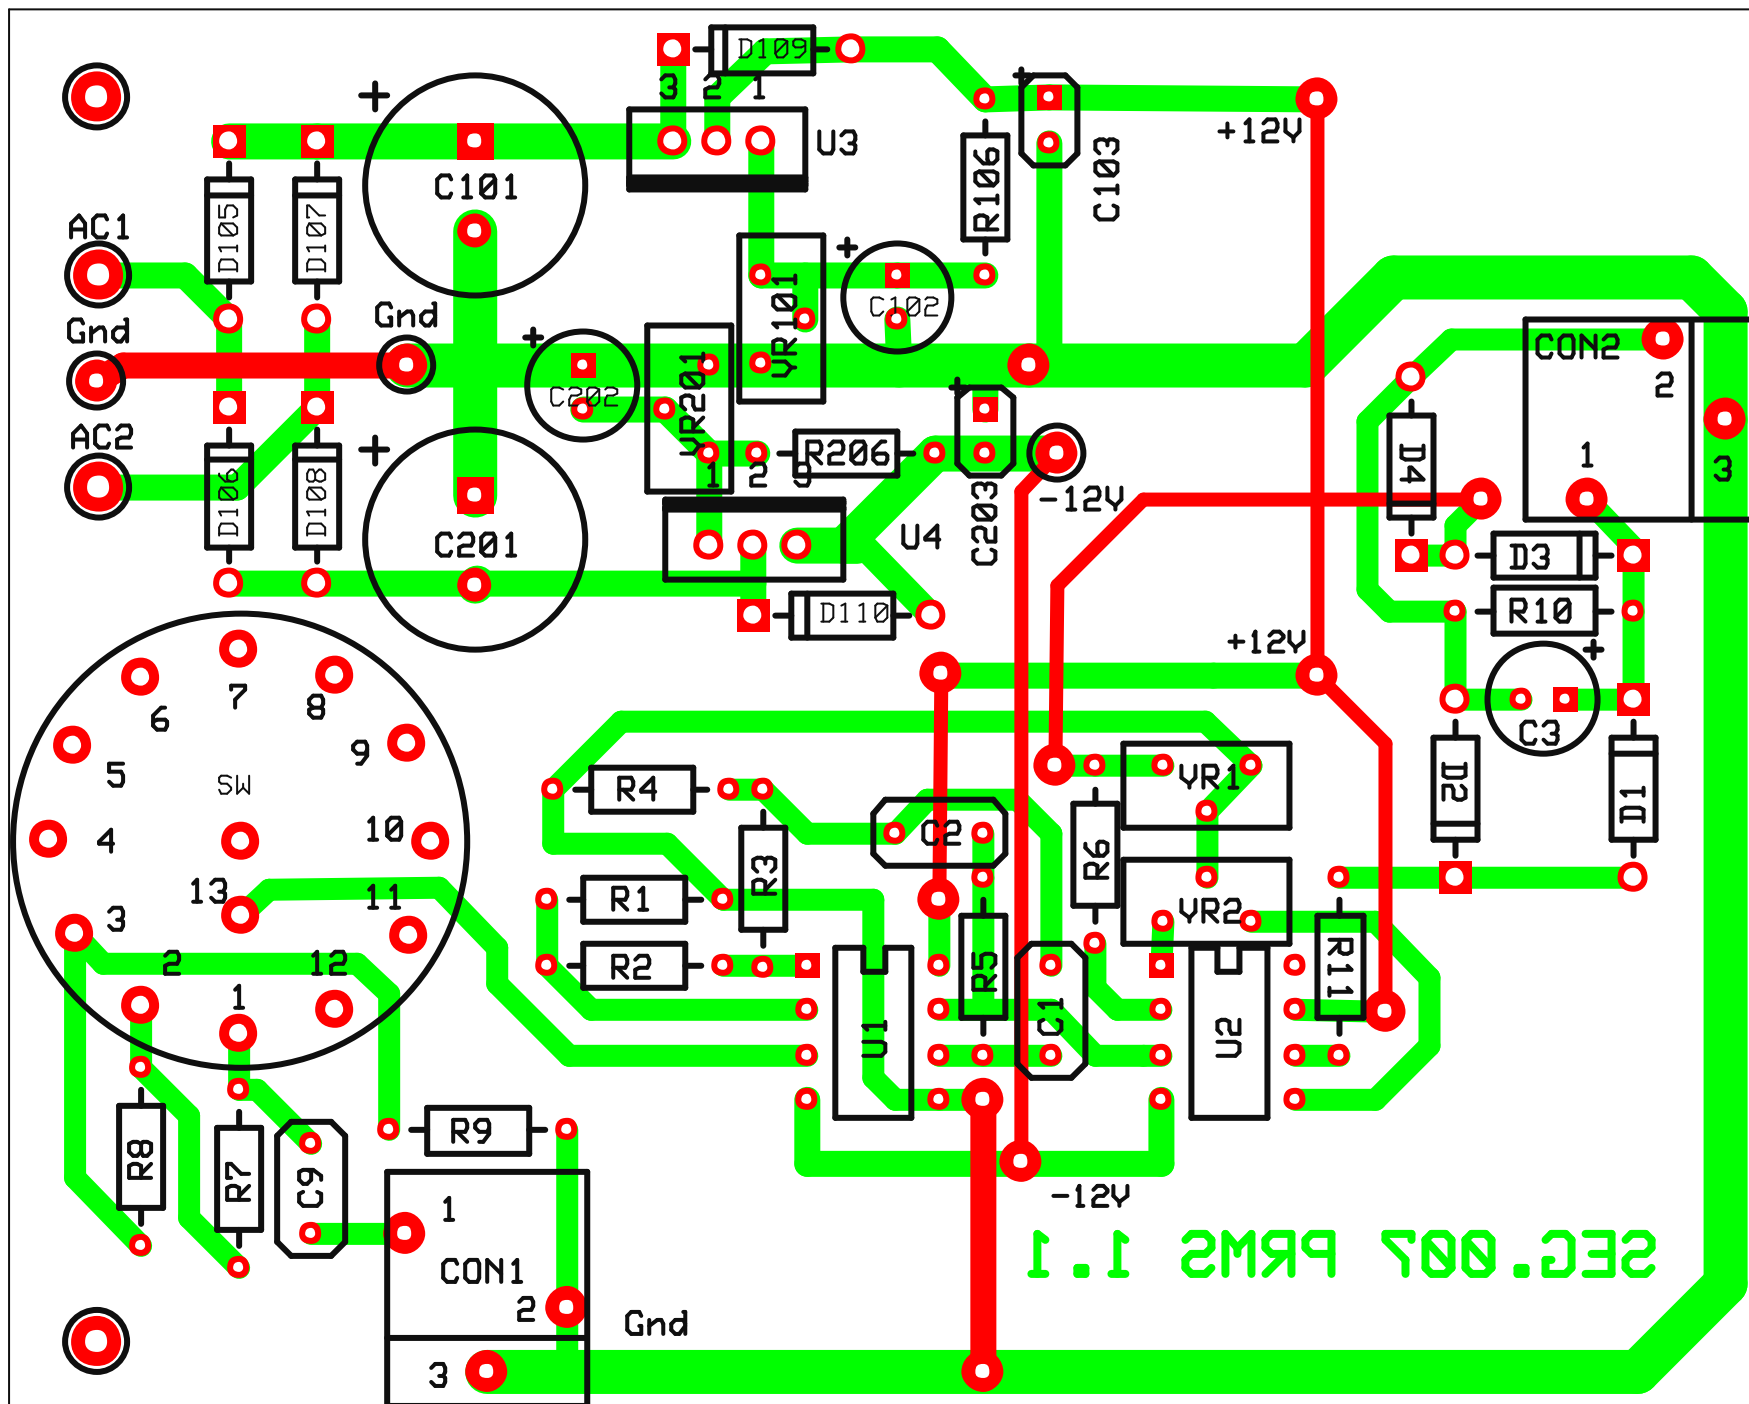 D109
3 2 1
U3
+
+12V
C103
R106
C101
D105
D107
AC1
Gnd
Gnd
+
C102
VR101
+
C202
VR201
CON2
2
1
3
AC2
D106
D108
+
C201
1 2 3
R206
+
C203
-12V
U4
D110
D4
D3
R10
+
C3
+12V
D2
D1
7
6
8
5
9
SW
4
10
13
11
3
2
12
1
R4
R3
R1
R2
C2
R5
C1
U1
R6
VR1
VR2
U2
R11
R8
R7
C9
R9
1
CON1
2
3
Gnd
-12V
SEG.007 PRMS 1.1